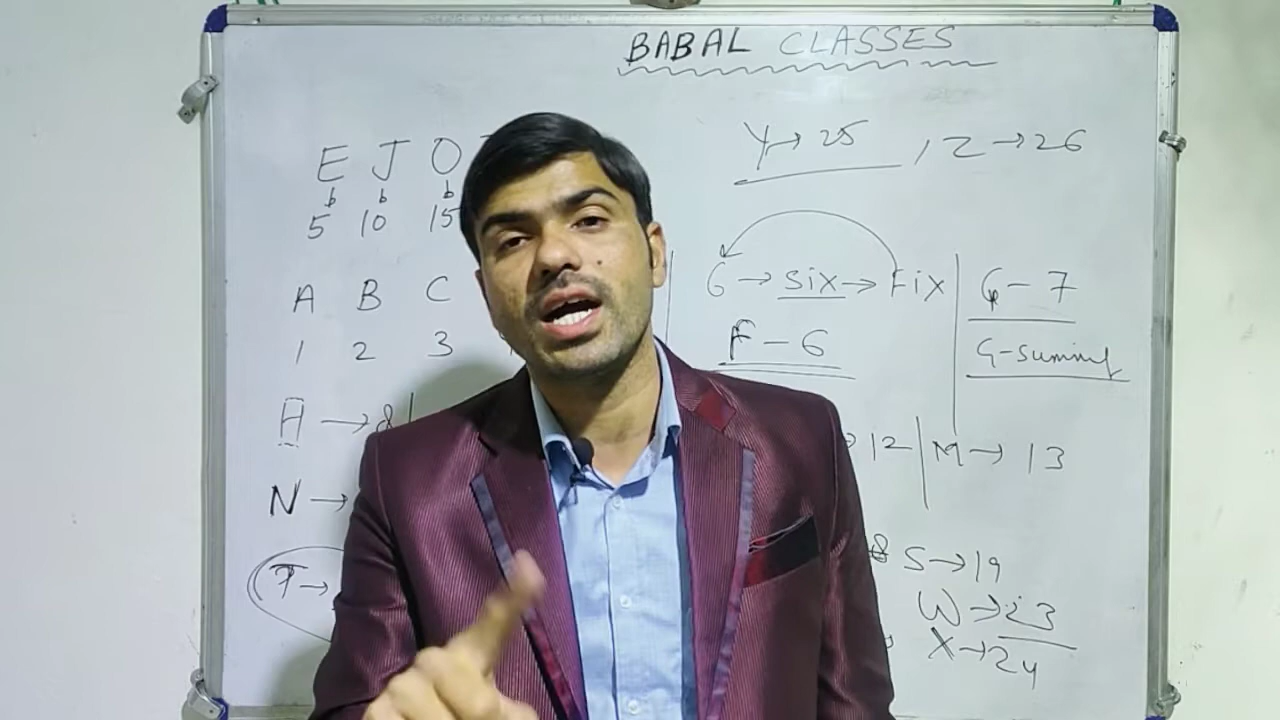 BABAL CLASSES
E J O
5 10 15
Y→25, Z→26
A B C
1 2 3
6→Six→Fix
F-6
G-7
G-summit
H→8
12 | M→13
N→
T→
8 S→19
W→23
X→24